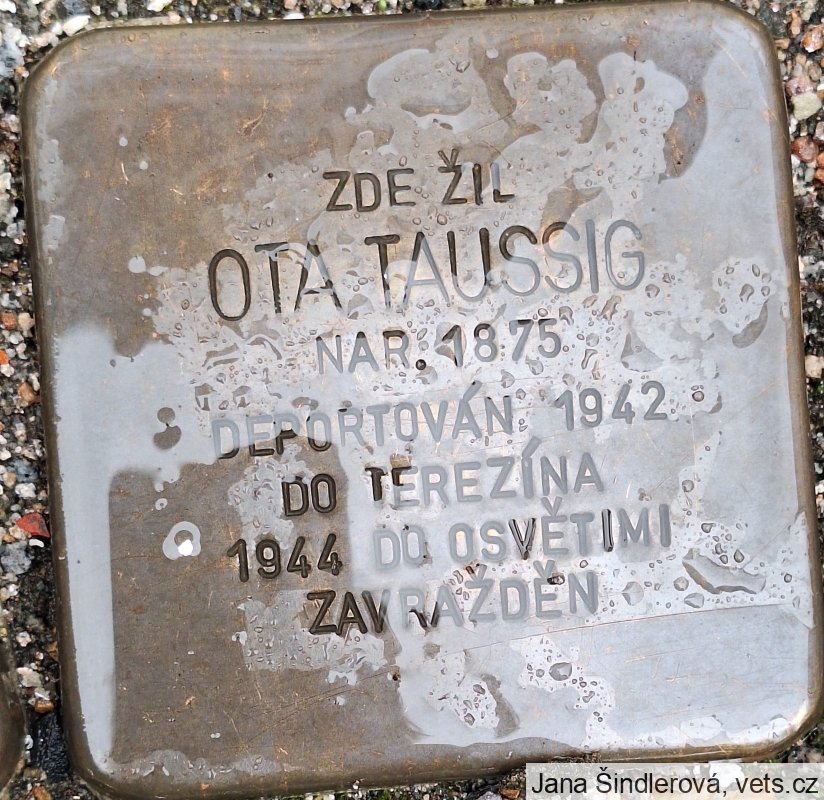 ZDE ŽIL
OTA TAUSSIG
NAR. 1875
DEPORTOVÁN 1942
DO TEREZÍNA
1944 DO OSVĚTIMI
ZAVRAŽDĚN
Jana Šindlerová, vets.cz